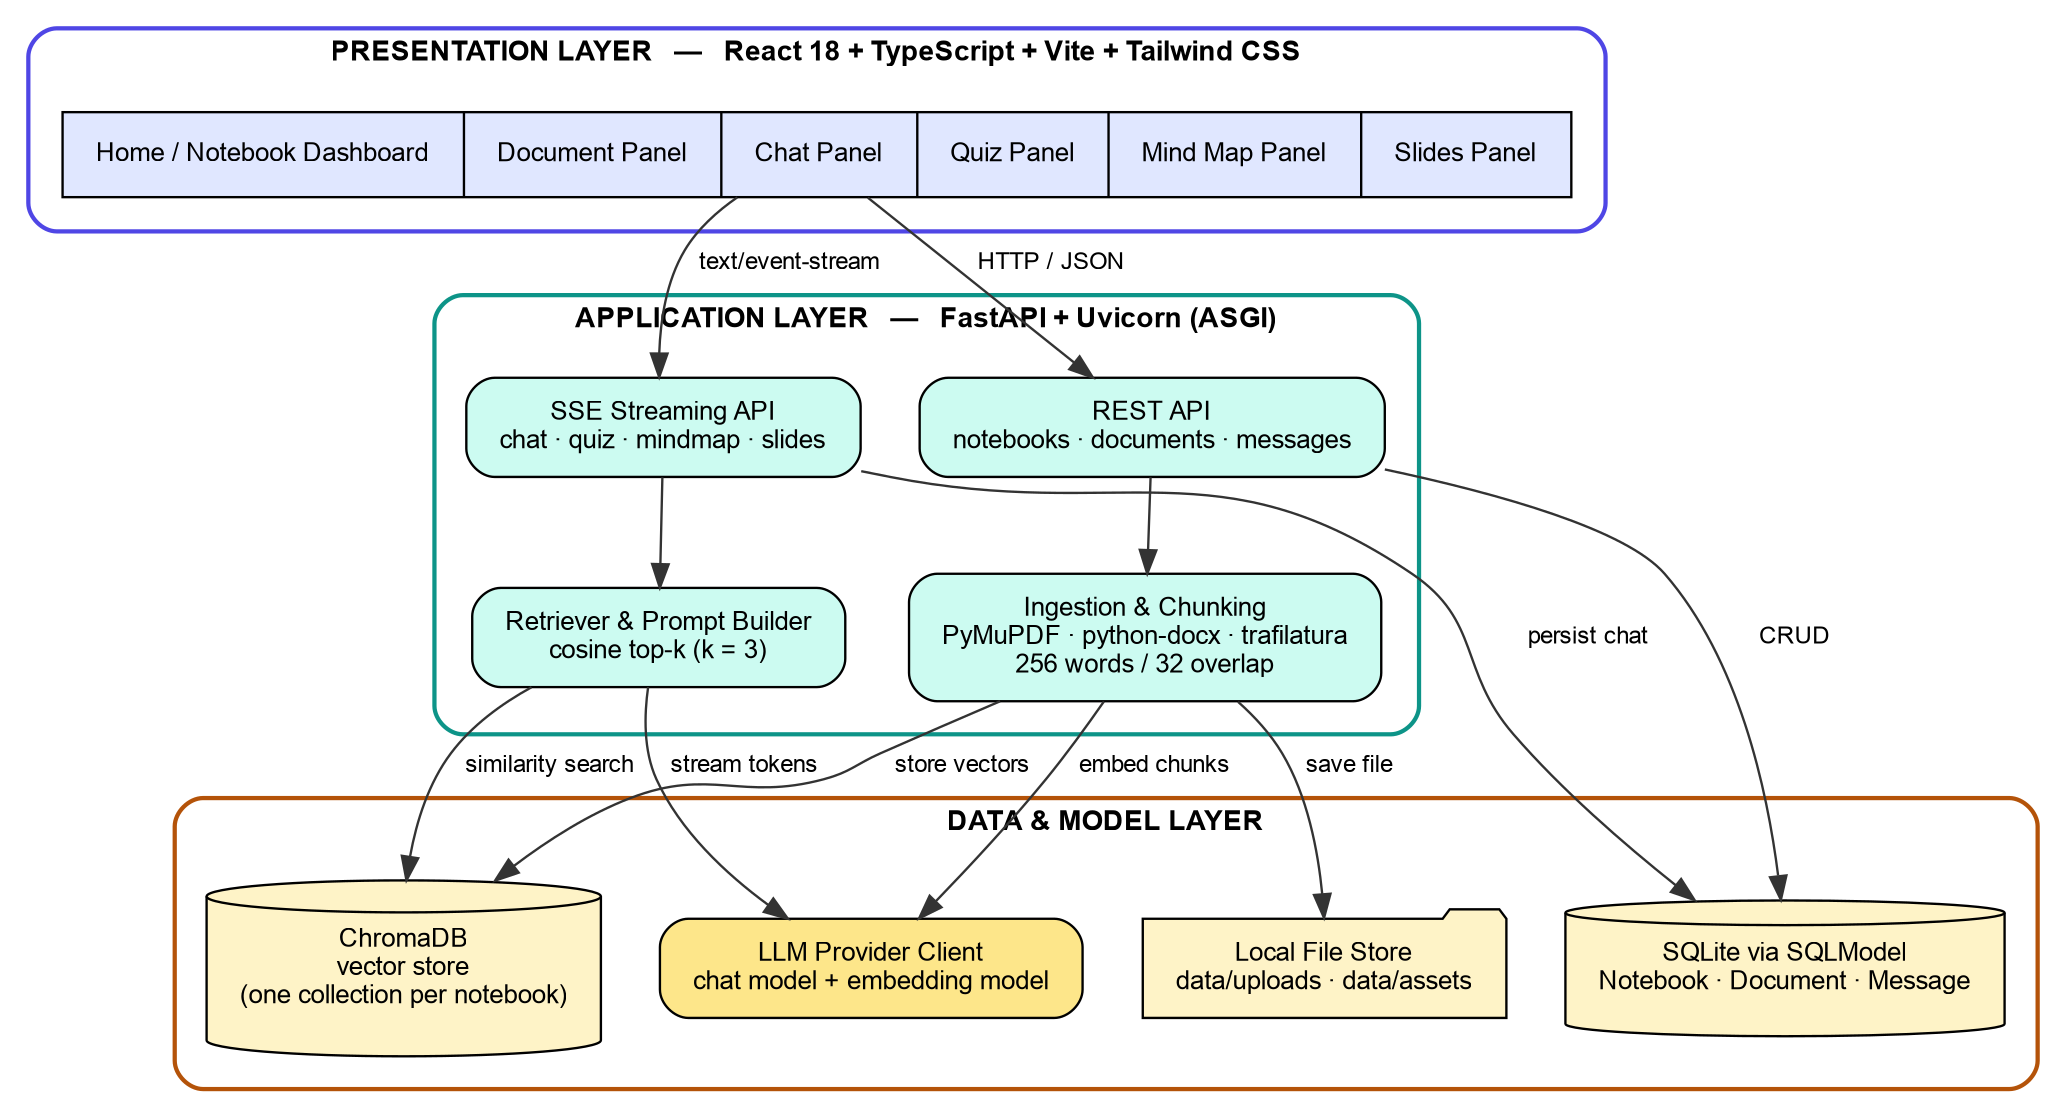 PRESENTATION LAYER — React 18 + TypeScript + Vite + Tailwind CSS
Home / Notebook Dashboard
Document Panel
Chat Panel
Quiz Panel
Mind Map Panel
Slides Panel
text/event-stream
HTTP / JSON
APPLICATION LAYER — FastAPI + Uvicorn (ASGI)
SSE Streaming API
chat · quiz · mindmap · slides
REST API
notebooks · documents · messages
Retriever & Prompt Builder
cosine top-k (k = 3)
Ingestion & Chunking
PyMuPDF · python-docx · trafilatura
256 words / 32 overlap
persist chat
CRUD
similarity search
stream tokens
store vectors
embed chunks
save file
DATA & MODEL LAYER
ChromaDB
vector store
(one collection per notebook)
LLM Provider Client
chat model + embedding model
Local File Store
data/uploads · data/assets
SQLite via SQLModel
Notebook · Document · Message